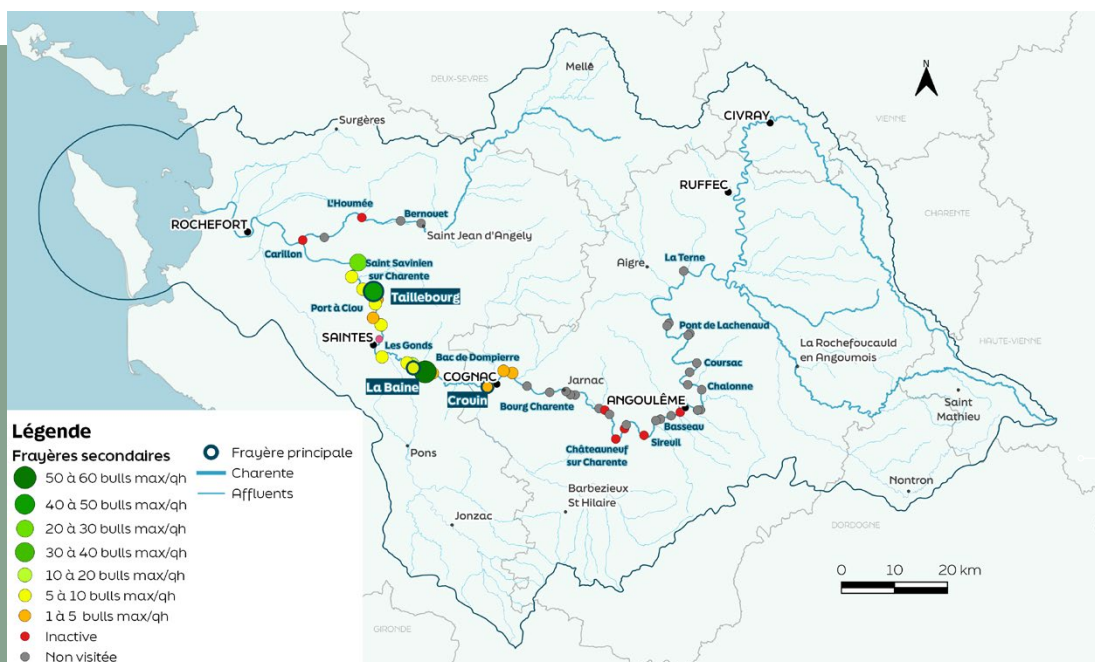 DEUX-SEVRES
Melle
N
CIVRAY
VIENNE
Surgères
RUFFEC
CHARENTE
L'Houmée
Bernouet
ROCHEFORT
Saint Jean d'Angely
Carillon
Saint Savinien
sur Charente
Aigre
La Terne
Taillebourg
Port à Clou
Pont de Lachenaud
SAINTES
La Rochefoucauld
en Angoumois
HAUTE-VIENNE
Les Gonds
Bac de Dompierre
Coursac
La Baine
COGNAC
Jarnac
Chalonne
Crouin
Bourg Charente
ANGOULÊME
Saint
Mathieu
Basseau
Châteauneuf
sur Charente
Sireuil
Pons
Nontron
Barbezieux
St Hilaire
Jonzac
DORDOGNE
GIRONDE
0 10 20 km
Légende
Frayères secondaires
50 à 60 bulls max/qh
40 à 50 bulls max/qh
20 à 30 bulls max/qh
30 à 40 bulls max/qh
10 à 20 bulls max/qh
5 à 10 bulls max/qh
1 à 5 bulls max/qh
Inactive
Non visitée
Frayère principale
Charente
Affluents